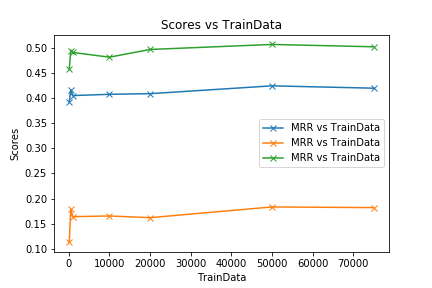 Scores vs TrainData
0.50
0.45
0.40
0.35
0.30
0.25
0.20
0.15
0.10
Scores
MRR vs TrainData
MRR vs TrainData
MRR vs TrainData
0 10000 20000 30000 40000 50000 60000 70000
TrainData